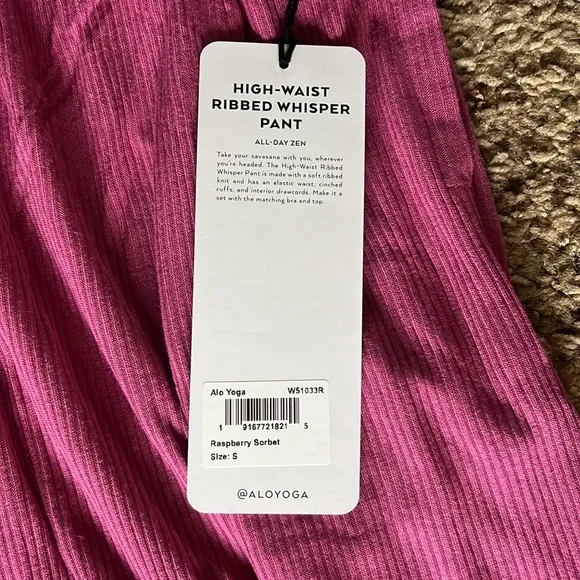 HIGH-WAIST
RIBBED WHISPER
PANT
ALL-DAY ZEN
Take your savasana with you, wherever
you're headed. The High-Waist Ribbed
Whisper Pant is made with a soft ribbed
knit and has an elastic waist, cinched
cuffs, and interior drawcords. Make it a
set with the matching bra and top.
Alo Yoga W51033R
1 91677 21821 5
Raspberry Sorbet
Size: S
@ALOYOGA